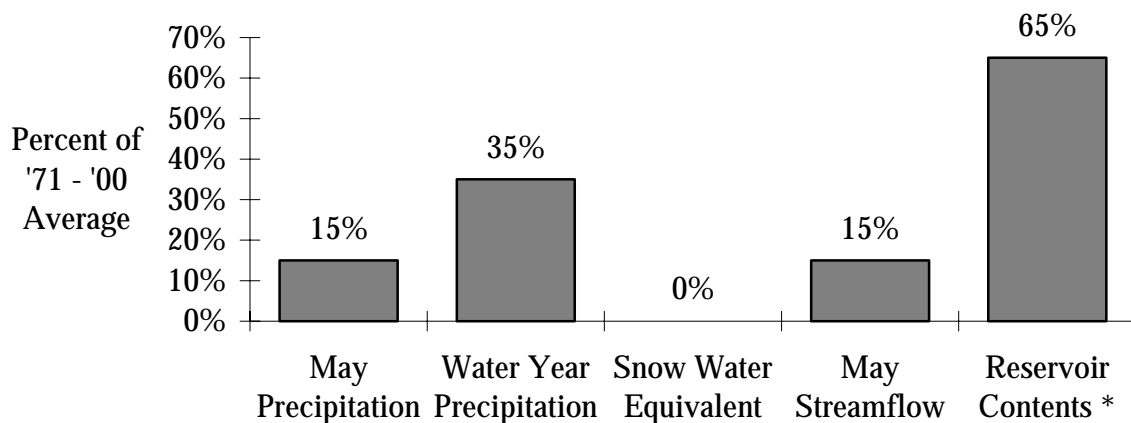 65%
70%
60%
50%
40%
30%
20%
10%
0%
Percent of
'71 - '00
Average
15%
35%
0%
15%
May
Precipitation
Water Year
Precipitation
Snow Water
Equivalent
May
Streamflow
Reservoir
Contents *